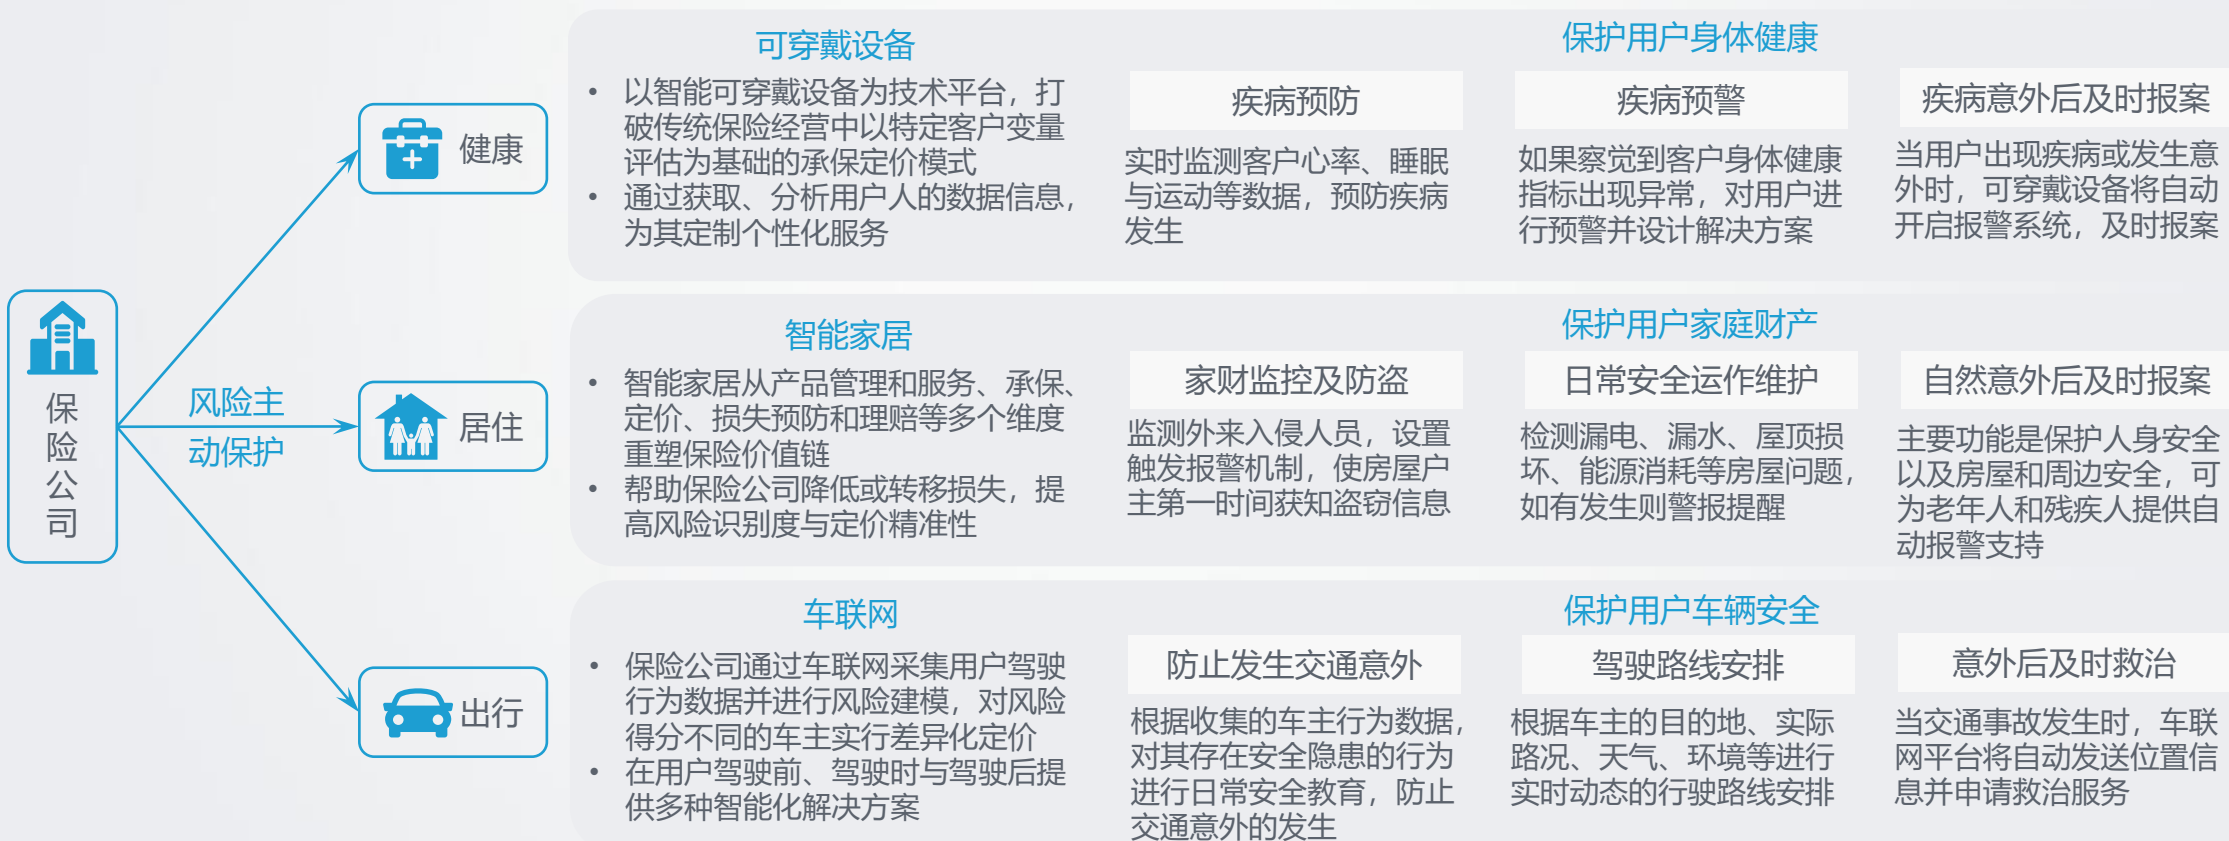 保险公司
风险主
动保护
健康
居住
出行
可穿戴设备
• 以智能可穿戴设备为技术平台，打
破传统保险经营中以特定客户变量
评估为基础的承保定价模式
• 通过获取、分析用户人的数据信息，
为其定制个性化服务
保护用户身体健康
疾病预防
实时监测客户心率、睡眠
与运动等数据，预防疾病
发生
疾病预警
如果察觉到客户身体健康
指标出现异常，对用户进
行预警并设计解决方案
疾病意外后及时报案
当用户出现疾病或发生意
外时，可穿戴设备将自动
开启报警系统，及时报案
智能家居
• 智能家居从产品管理和服务、承保、
定价、损失预防和理赔等多个维度
重塑保险价值链
• 帮助保险公司降低或转移损失，提
高风险识别度与定价精准性
保护用户家庭财产
家财监控及防盗
监测外来入侵人员，设置
触发报警机制，使房屋户
主第一时间获知盗窃信息
日常安全运作维护
检测漏电、漏水、屋顶损
坏、能源消耗等房屋问题，
如有发生则警报提醒
自然意外后及时报案
主要功能是保护人身安全
以及房屋和周边安全，可
为老年人和残疾人提供自
动报警支持
车联网
• 保险公司通过车联网采集用户驾驶
行为数据并进行风险建模，对风险
得分不同的车主实行差异化定价
• 在用户驾驶前、驾驶时与驾驶后提
供多种智能化解决方案
保护用户车辆安全
防止发生交通意外
根据收集的车主行为数据，
对其存在安全隐患的行为
进行日常安全教育，防止
交通意外的发生
驾驶路线安排
根据车主的目的地、实际
路况、天气、环境等进行
实时动态的行驶路线安排
意外后及时救治
当交通事故发生时，车联
网平台将自动发送位置信
息并申请救治服务